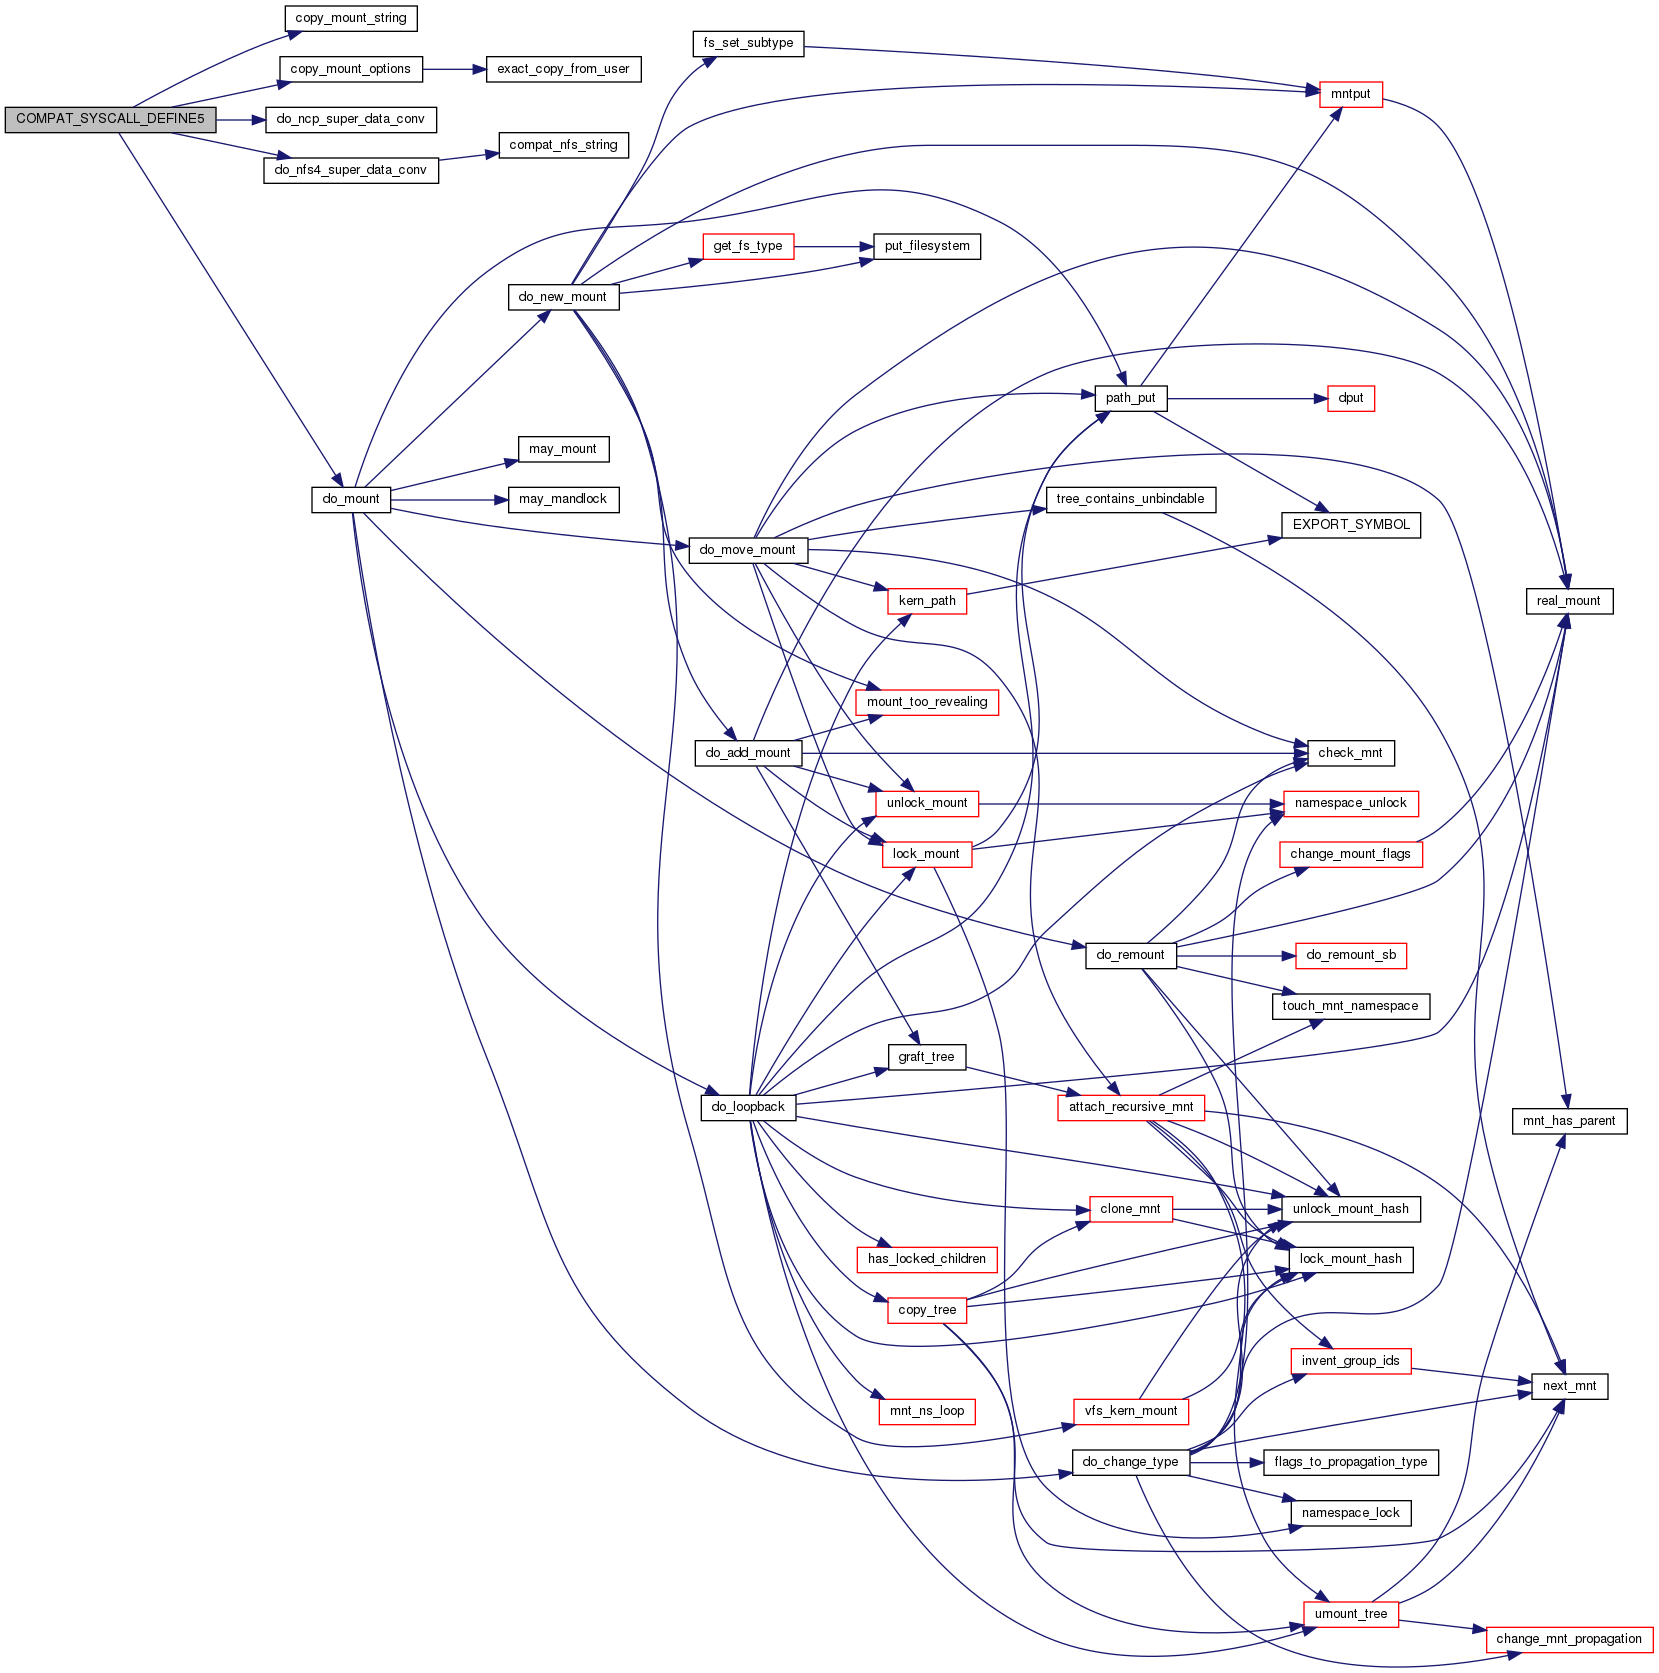 copy_mount_string
fs_set_subtype
copy_mount_options
exact_copy_from_user
mntput
COMPAT_SYSCALL_DEFINE5
do_ncp_super_data_conv
compat_nfs_string
do_nfs4_super_data_conv
get_fs_type
put_filesystem
do_new_mount
path_put
dput
may_mount
do_mount
may_mandlock
tree_contains_unbindable
EXPORT_SYMBOL
do_move_mount
kern_path
real_mount
mount_too_revealing
do_add_mount
check_mnt
unlock_mount
namespace_unlock
lock_mount
change_mount_flags
do_remount
do_remount_sb
touch_mnt_namespace
graft_tree
do_loopback
attach_recursive_mnt
mnt_has_parent
clone_mnt
unlock_mount_hash
has_locked_children
lock_mount_hash
copy_tree
invent_group_ids
next_mnt
mnt_ns_loop
vfs_kern_mount
do_change_type
flags_to_propagation_type
namespace_lock
umount_tree
change_mnt_propagation